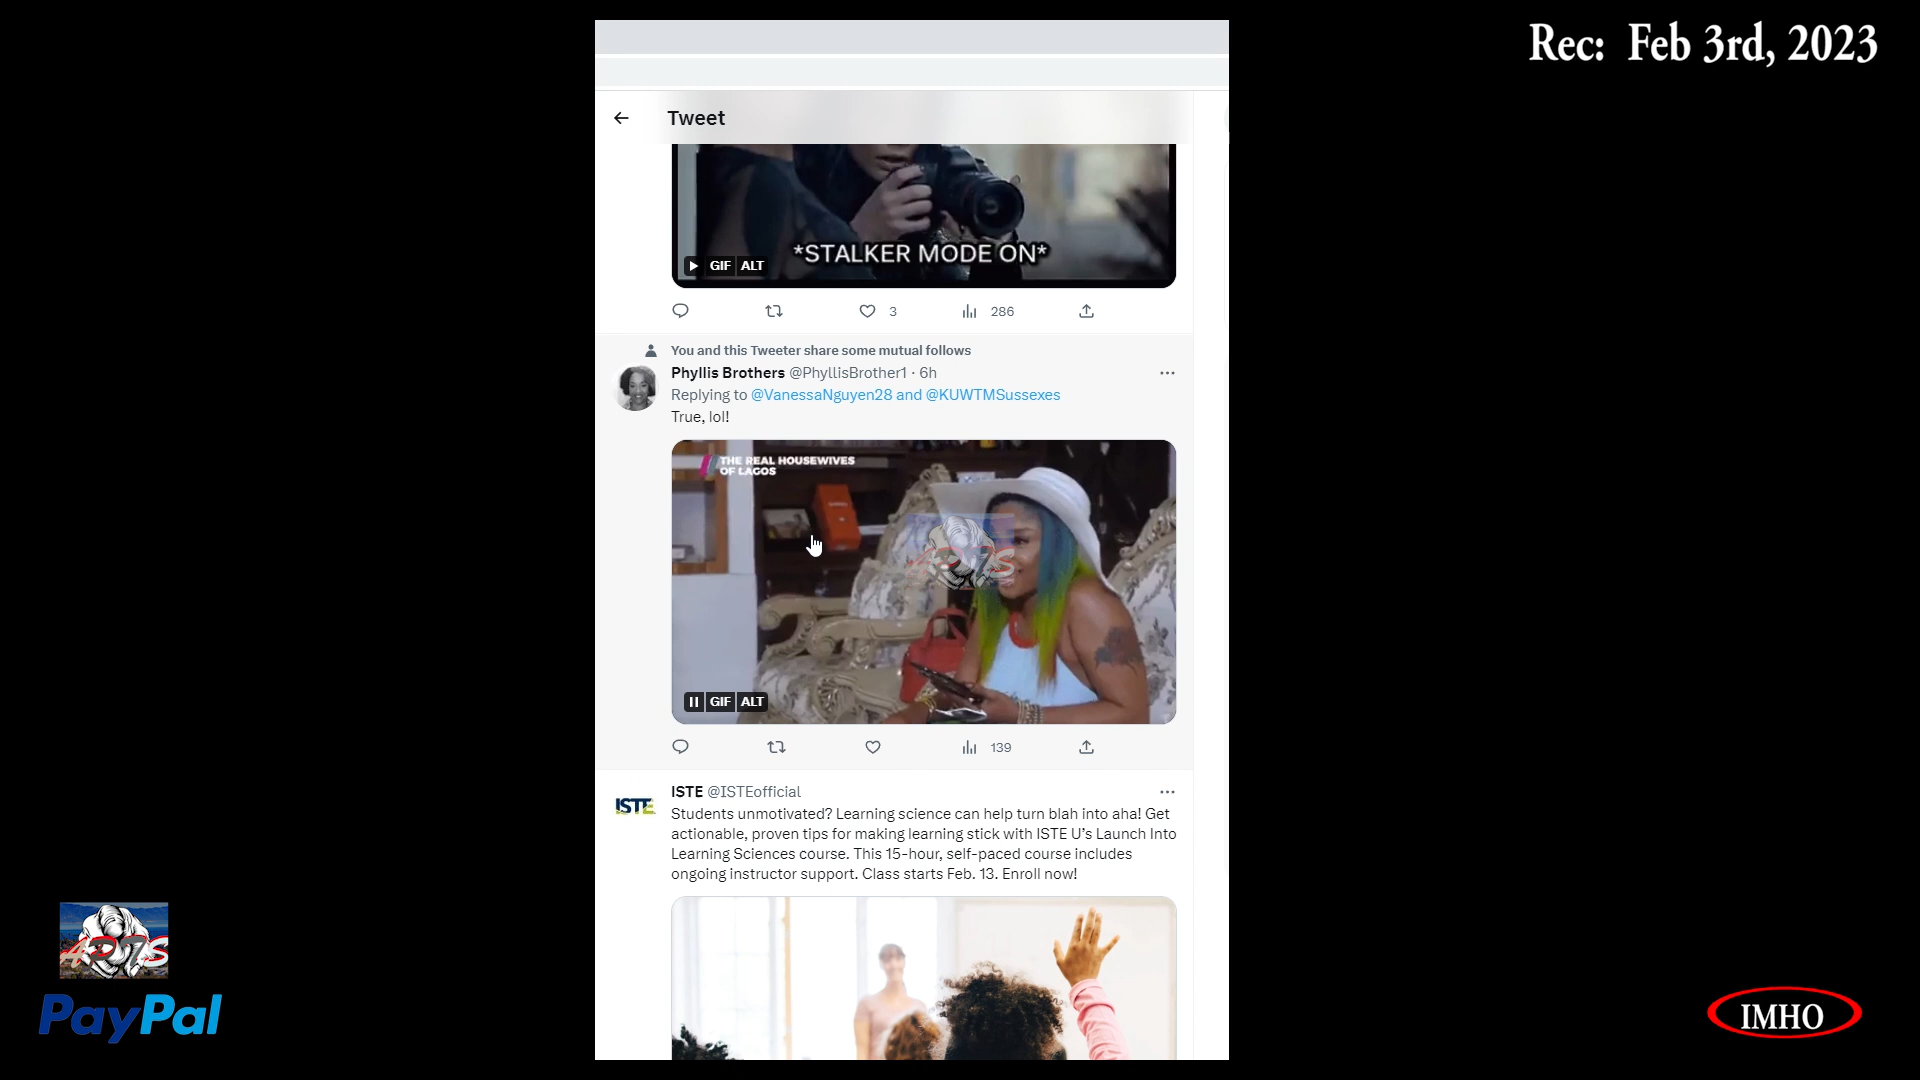 Rec: Feb 3rd, 2023
Tweet
*STALKER MODE ON*
GIF ALT
3 286
You and this Tweeter share some mutual follows
Phyllis Brothers @PhyllisBrother1 · 6h
Replying to @VanessaNguyen28 and @KUWTMSussexes
True, lol!
THE REAL HOUSEWIVES
OF LAGOS
AD7S
GIF ALT
139
ISTE @ISTEofficial
ISTE
Students unmotivated? Learning science can help turn blah into aha! Get
actionable, proven tips for making learning stick with ISTE U's Launch Into
Learning Sciences course. This 15-hour, self-paced course includes
ongoing instructor support. Class starts Feb. 13. Enroll now!
AD7S
PayPal
IMHO